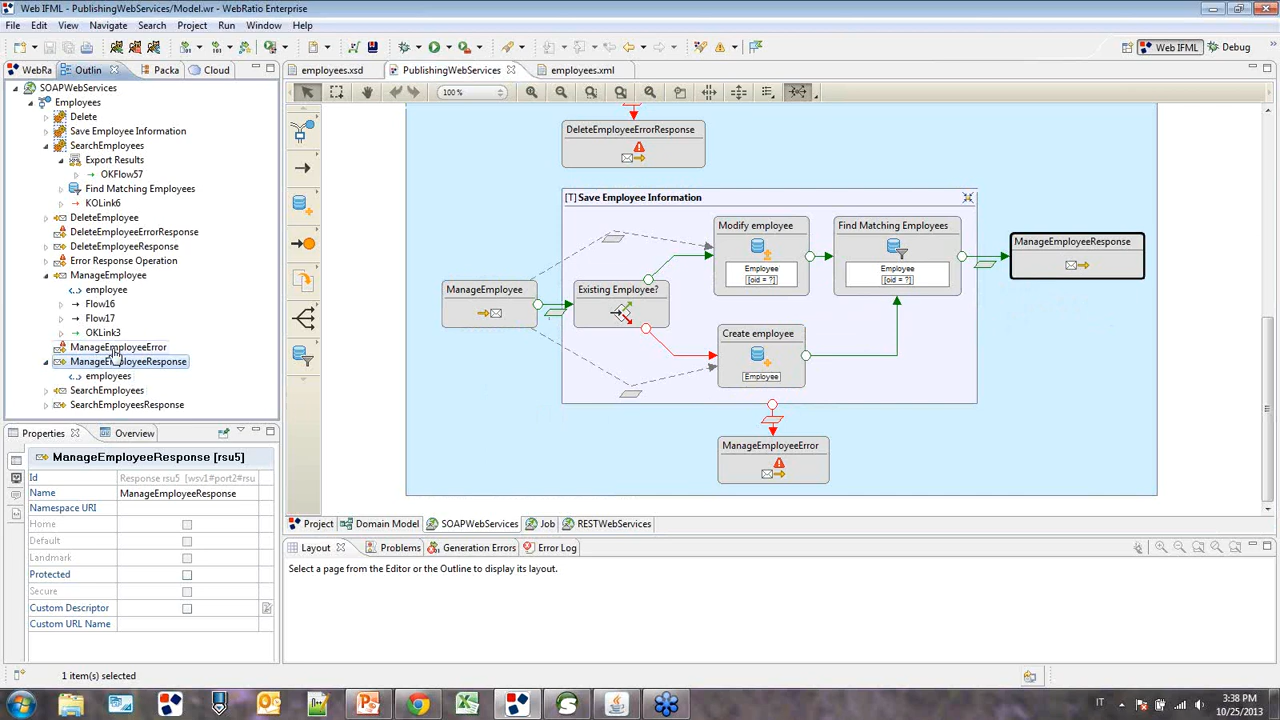 Web IFML - PublishingWebServices/Model.wr - WebRatio Enterprise
File Edit View Navigate Search Project Run Window Help
Web IFML Debug
WebRa Outlin Packa Cloud
employees.xsd PublishingWebServices employees.xml
100 %
SOAPWebServices
Employees
Delete
Save Employee Information
SearchEmployees
Export Results
OKFlow57
Find Matching Employees
KOLink6
DeleteEmployee
DeleteEmployeeErrorResponse
DeleteEmployeeResponse
Error Response Operation
ManageEmployee
employee
Flow16
Flow17
OKLink3
ManageEmployeeError
ManageEmployeeResponse
employees
SearchEmployees
SearchEmployeesResponse
DeleteEmployeeErrorResponse
[T] Save Employee Information
Modify employee
Employee
[oid = ?]
Find Matching Employees
Employee
[oid = ?]
ManageEmployeeResponse
ManageEmployee
Existing Employee?
Create employee
Employee
ManageEmployeeError
Project Domain Model SOAPWebServices Job RESTWebServices
Properties Overview
ManageEmployeeResponse [rsu5]
Id Response rsu5 [wsv1#port2#rsu
Name ManageEmployeeResponse
Namespace URI
Home
Default
Landmark
Protected
Secure
Custom Descriptor
Custom URL Name
Layout Problems Generation Errors Error Log
Select a page from the Editor or the Outline to display its layout.
1 item(s) selected
IT
3:38 PM
10/25/2013